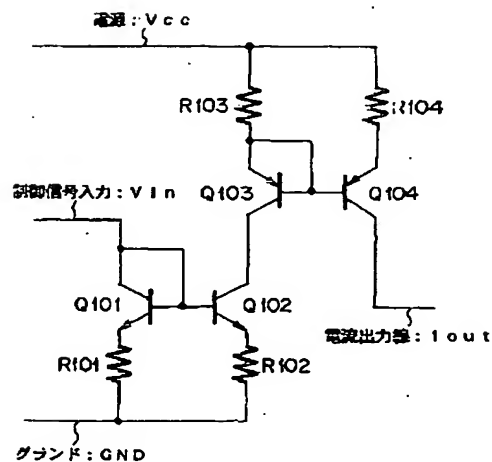 電源：Vcc
R103
R104
制御信号入力：VIn
Q103
Q104
Q101
Q102
電流出力線：Iout
R101
R102
グランド：GND